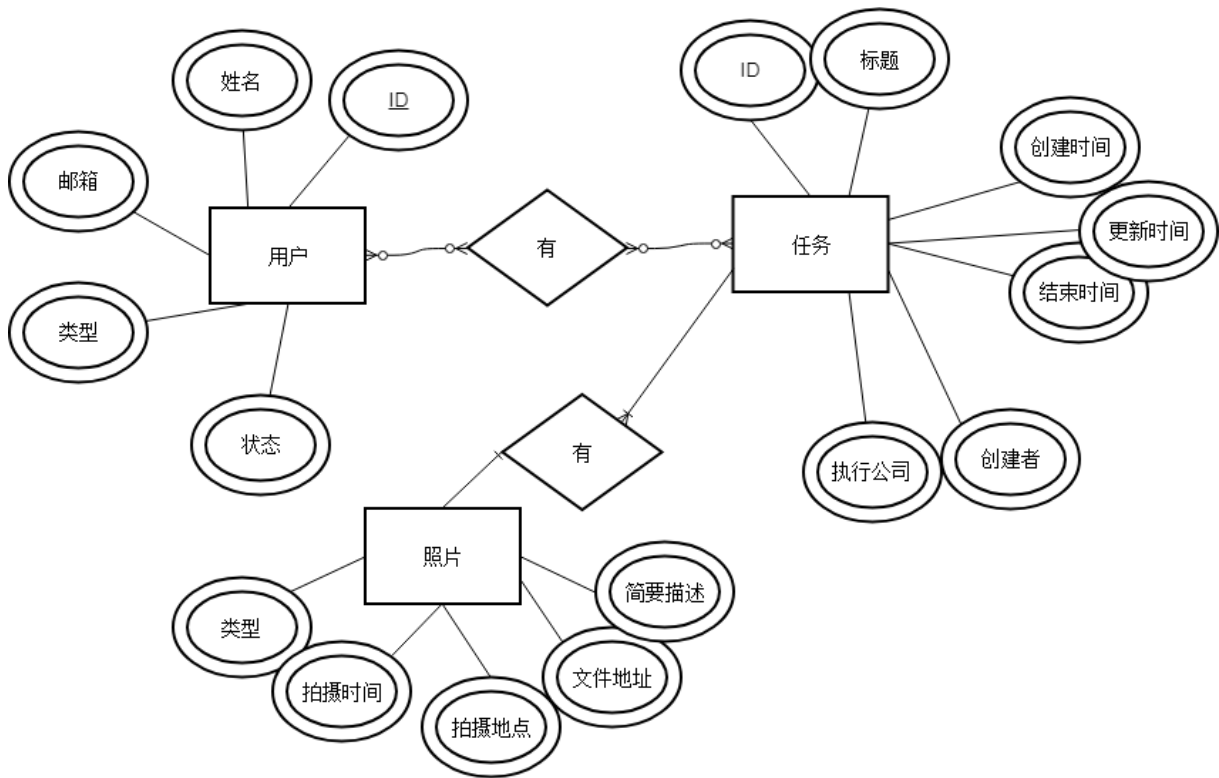 姓名
ID
邮箱
用户
类型
状态
有
ID
标题
创建时间
更新时间
结束时间
任务
执行公司
创建者
有
照片
类型
拍摄时间
拍摄地点
文件地址
简要描述